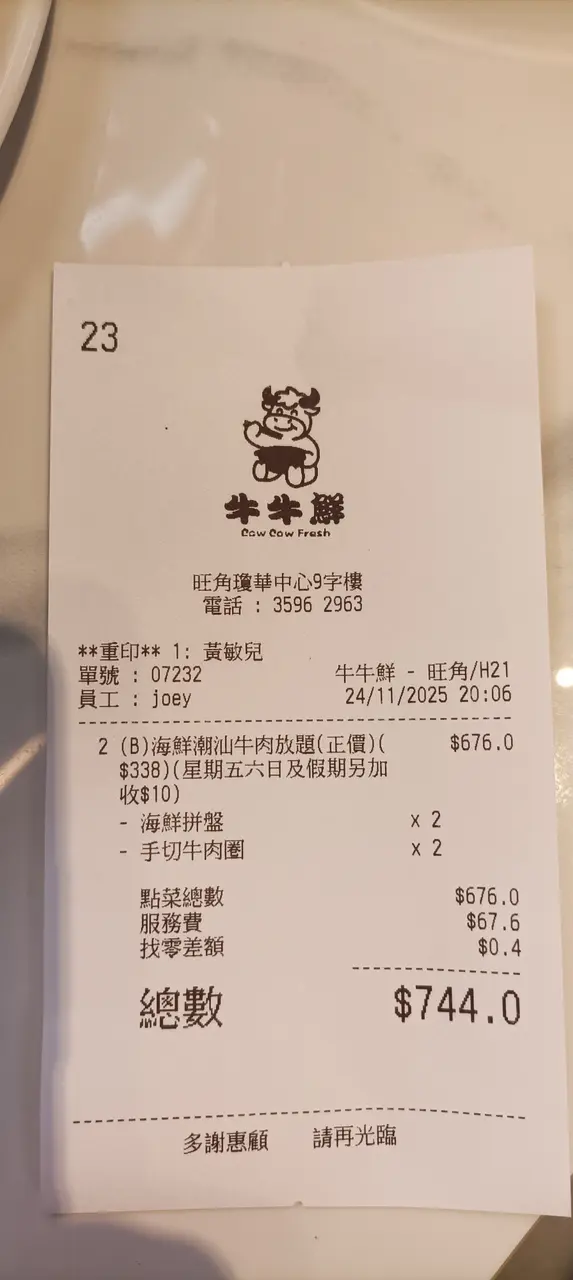 23
牛牛鮮
Cow Cow Fresh
旺角瓊華中心9字樓
電話 : 3596 2963
**重印** 1: 黃敏兒
單號 : 07232 牛牛鮮 - 旺角/H21
員工 : joey 24/11/2025 20:06
2 (B)海鮮潮汕牛肉放題(正價)( $676.0
$338)(星期五六日及假期另加
收$10)
- 海鮮拼盤 x 2
- 手切牛肉圈 x 2
點菜總數 $676.0
服務費 $67.6
找零差額 $0.4
總數 $744.0
多謝惠顧 請再光臨